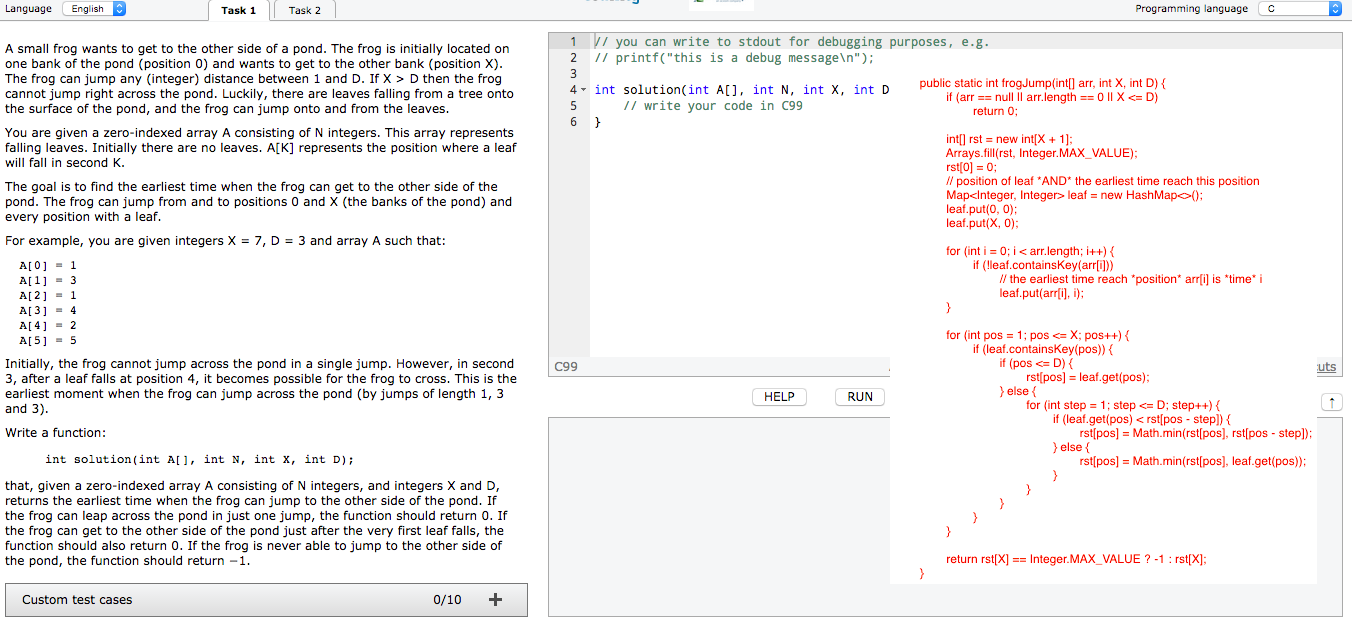 Language English Task 1 Task 2 Programming language C
A small frog wants to get to the other side of a pond. The frog is initially located on
one bank of the pond (position 0) and wants to get to the other bank (position X).
The frog can jump any (integer) distance between 1 and D. If X > D then the frog
cannot jump right across the pond. Luckily, there are leaves falling from a tree onto
the surface of the pond, and the frog can jump onto and from the leaves.
You are given a zero-indexed array A consisting of N integers. This array represents
falling leaves. Initially there are no leaves. A[K] represents the position where a leaf
will fall in second K.
The goal is to find the earliest time when the frog can get to the other side of the
pond. The frog can jump from and to positions 0 and X (the banks of the pond) and
every position with a leaf.
For example, you are given integers X = 7, D = 3 and array A such that:
A[0] = 1
A[1] = 3
A[2] = 1
A[3] = 4
A[4] = 2
A[5] = 5
Initially, the frog cannot jump across the pond in a single jump. However, in second
3, after a leaf falls at position 4, it becomes possible for the frog to cross. This is the
earliest moment when the frog can jump across the pond (by jumps of length 1, 3
and 3).
Write a function:
int solution(int A[], int N, int X, int D);
that, given a zero-indexed array A consisting of N integers, and integers X and D,
returns the earliest time when the frog can jump to the other side of the pond. If
the frog can leap across the pond in just one jump, the function should return 0. If
the frog can get to the other side of the pond just after the very first leaf falls, the
function should also return 0. If the frog is never able to jump to the other side of
the pond, the function should return −1.
Custom test cases 0/10 +
1 // you can write to stdout for debugging purposes, e.g.
2 // printf("this is a debug message\n");
3
4 int solution(int A[], int N, int X, int D
5 // write your code in C99
6 }
C99
uts
HELP RUN ↑
public static int frogJump(int[] arr, int X, int D) {
if (arr == null || arr.length == 0 || X <= D)
return 0;
int[] rst = new int[X + 1];
Arrays.fill(rst, Integer.MAX_VALUE);
rst[0] = 0;
// position of leaf *AND* the earliest time reach this position
Map<Integer, Integer> leaf = new HashMap<>();
leaf.put(0, 0);
leaf.put(X, 0);
for (int i = 0; i < arr.length; i++) {
if (!leaf.containsKey(arr[i]))
// the earliest time reach *position* arr[i] is *time* i
leaf.put(arr[i], i);
}
for (int pos = 1; pos <= X; pos++) {
if (leaf.containsKey(pos)) {
if (pos <= D) {
rst[pos] = leaf.get(pos);
} else {
for (int step = 1; step <= D; step++) {
if (leaf.get(pos) < rst[pos - step]) {
rst[pos] = Math.min(rst[pos], rst[pos - step]);
} else {
rst[pos] = Math.min(rst[pos], leaf.get(pos));
}
}
}
}
}
return rst[X] == Integer.MAX_VALUE ? -1 : rst[X];
}